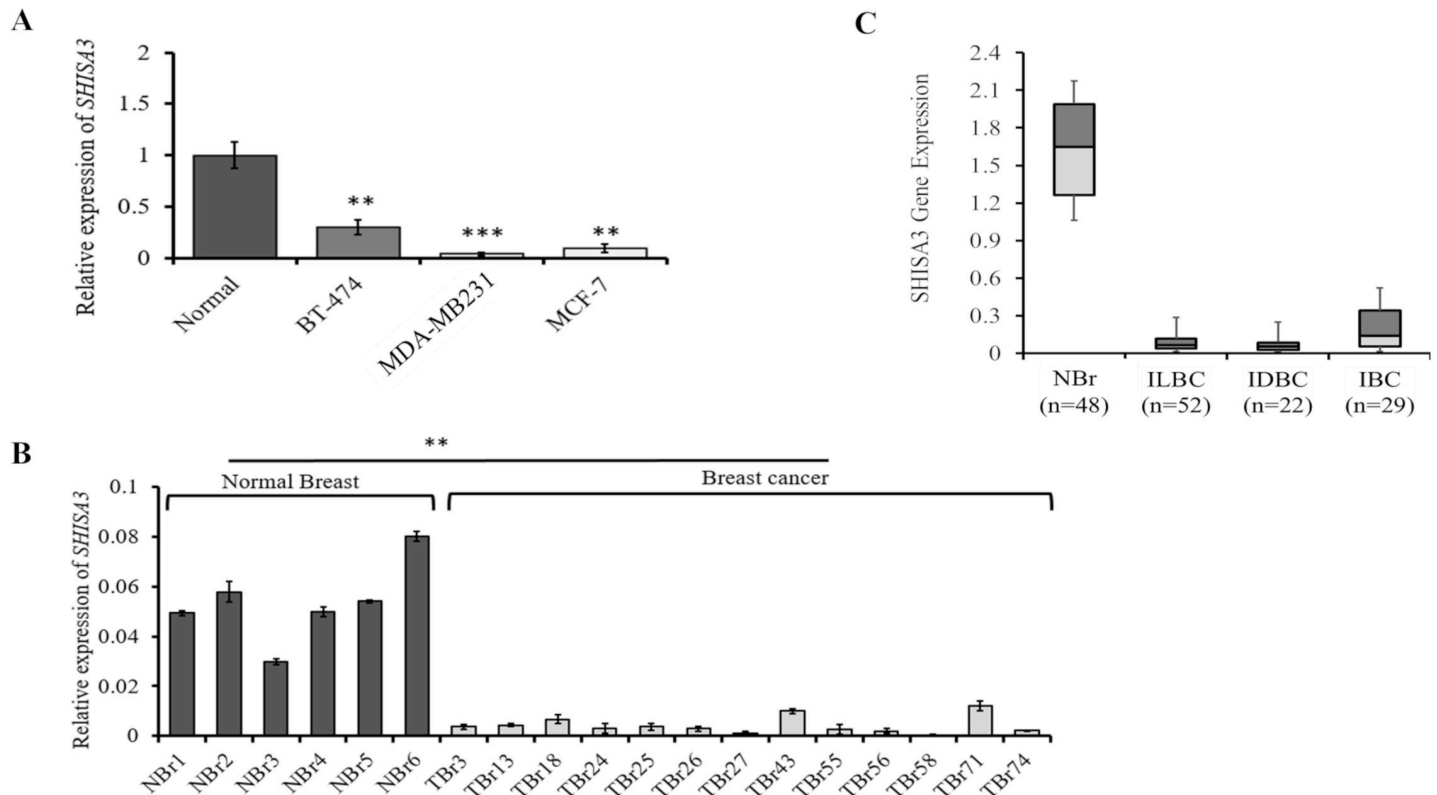 A
Relative expression of SHISA3
2
1.5
1
0.5
0
**
***
**
Normal
BT-474
MDA-MB231
MCF-7
C
SHISA3 Gene Expression
2.4
2.1
1.8
1.5
1.2
0.9
0.6
0.3
0
NBr ILBC IDBC IBC
(n=48) (n=52) (n=22) (n=29)
B
**
Normal Breast
Breast cancer
Relative expression of SHISA3
0.1
0.08
0.06
0.04
0.02
0
NBr1
NBr2
NBr3
NBr4
NBr5
NBr6
TBr3
TBr13
TBr18
TBr24
TBr25
TBr26
TBr27
TBr43
TBr55
TBr56
TBr58
TBr71
TBr74